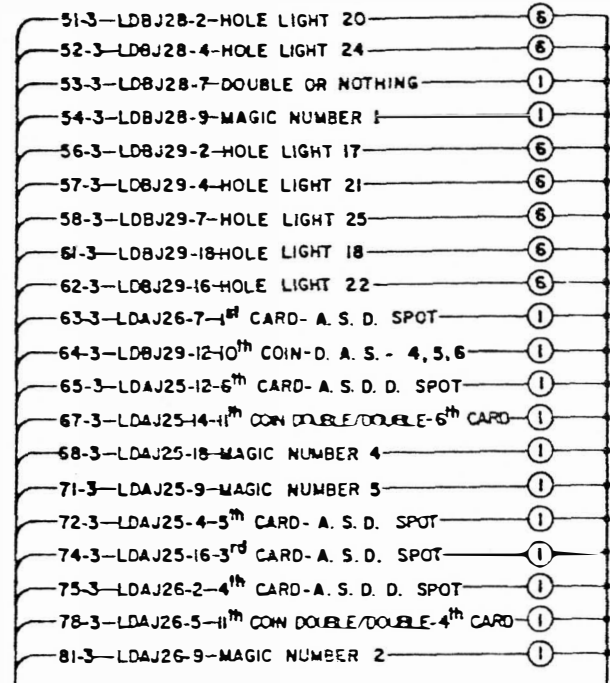 51-3-LDBJ28-2-HOLE LIGHT 20 6
52-3-LDBJ28-4-HOLE LIGHT 24 6
53-3-LDBJ28-7-DOUBLE OR NOTHING 1
54-3-LDBJ28-9-MAGIC NUMBER 1 1
56-3-LDBJ29-2-HOLE LIGHT 17 6
57-3-LDBJ29-4-HOLE LIGHT 21 6
58-3-LDBJ29-7-HOLE LIGHT 25 6
61-3-LDBJ29-18-HOLE LIGHT 18 6
62-3-LDBJ29-16-HOLE LIGHT 22 6
63-3-LDAJ26-7-1st CARD-A. S. D. SPOT 1
64-3-LDBJ29-12-10th COIN-D. A. S. - 4, 5, 6 1
65-3-LDAJ25-12-6th CARD-A. S. D. D. SPOT 1
67-3-LDAJ25-14-11th COIN DOUBLE/DOUBLE-6th CARD 1
68-3-LDAJ25-18-MAGIC NUMBER 4 1
71-3-LDAJ25-9-MAGIC NUMBER 5 1
72-3-LDAJ25-4-5th CARD-A. S. D. SPOT 1
74-3-LDAJ25-16-3rd CARD-A. S. D. SPOT 1
75-3-LDAJ26-2-4th CARD-A. S. D. D. SPOT 1
78-3-LDAJ26-5-11th COIN DOUBLE/DOUBLE-4th CARD 1
81-3-LDAJ26-9-MAGIC NUMBER 2 1